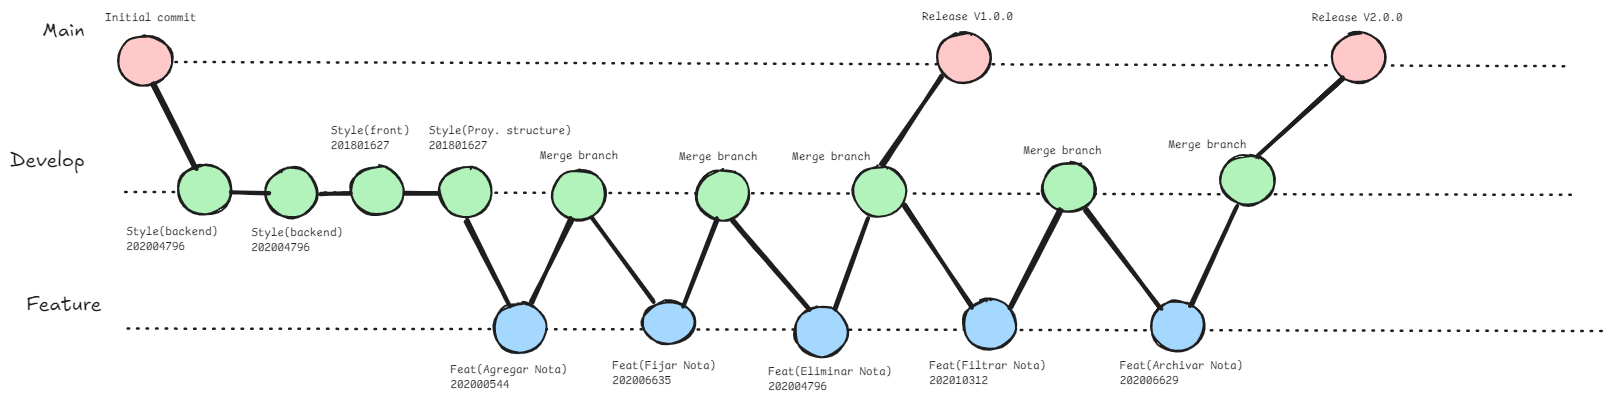 Initial commit
Release V1.0.0
Release V2.0.0
Main
Style(front)
201801627
Style(Proy. structure)
201801627
Merge branch
Merge branch
Merge branch
Merge branch
Merge branch
Develop
Style(backend)
202004796
Style(backend)
202004796
Feature
Feat(Agregar Nota)
202000544
Feat(Fijar Nota)
202006635
Feat(Eliminar Nota)
202004796
Feat(Filtrar Nota)
202010312
Feat(Archivar Nota)
202006629